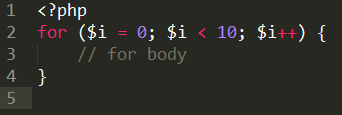 1 <?php
2 for ($i = 0; $i < 10; $i++) {
3     // for body
4 }
5